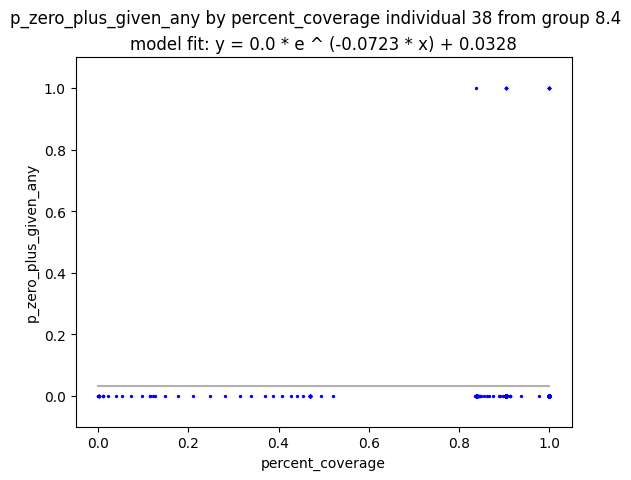 p_zero_plus_given_any by percent_coverage individual 38 from group 8.4
model fit: y = 0.0 * e ^ (-0.0723 * x) + 0.0328
p_zero_plus_given_any
1.0
0.8
0.6
0.4
0.2
0.0
0.0 0.2 0.4 0.6 0.8 1.0
percent_coverage